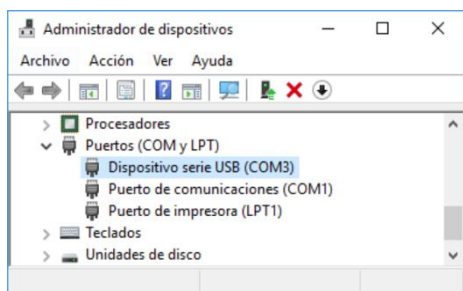 Administrador de dispositivos
Archivo Acción Ver Ayuda
Procesadores
Puertos (COM y LPT)
Dispositivo serie USB (COM3)
Puerto de comunicaciones (COM1)
Puerto de impresora (LPT1)
Teclados
Unidades de disco